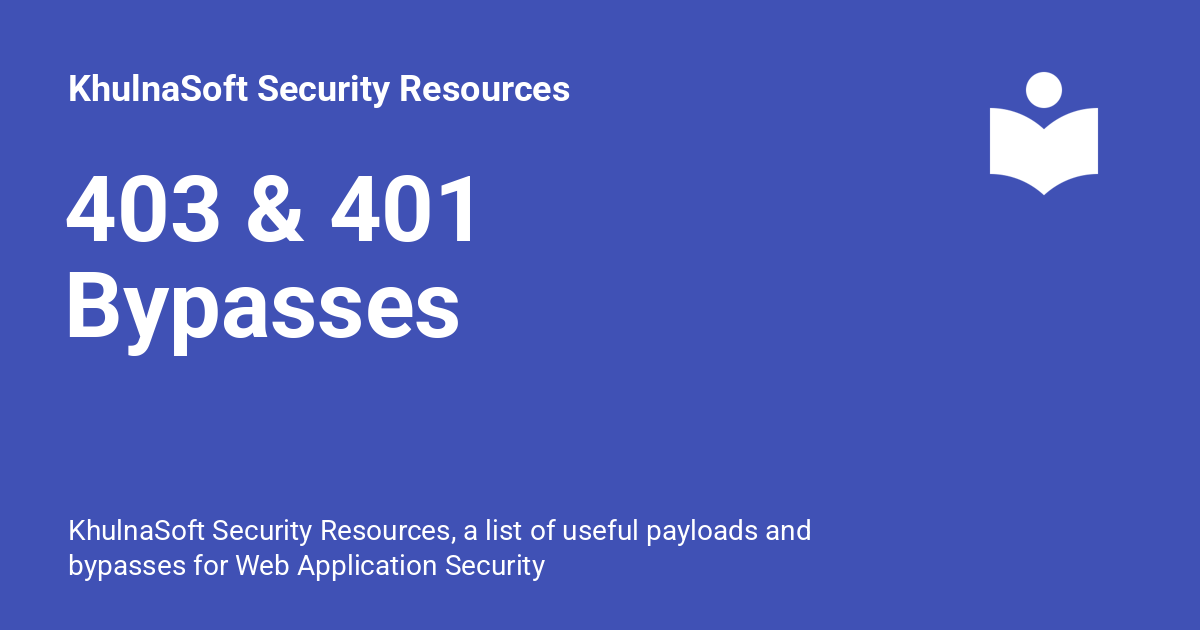 KhulnaSoft Security Resources
403 & 401
Bypasses
KhulnaSoft Security Resources, a list of useful payloads and
bypasses for Web Application Security